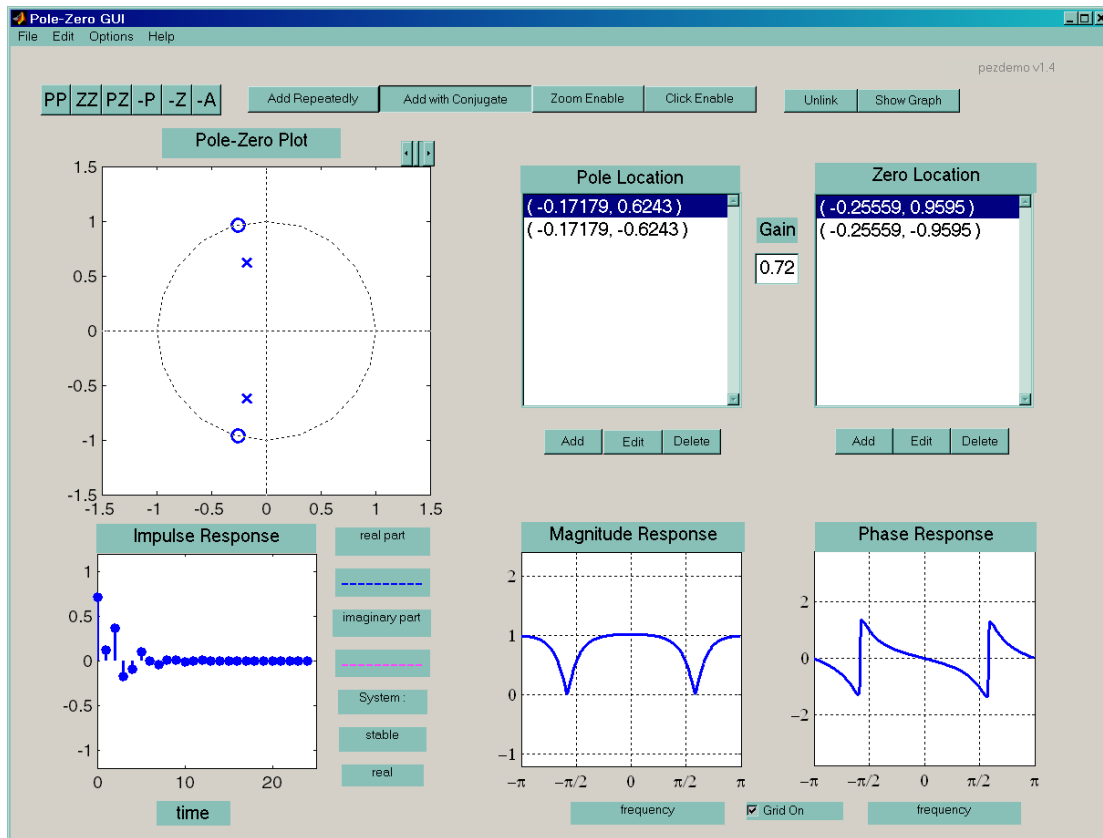 Pole-Zero GUI
File Edit Options Help
pezdemo v1.4
PP ZZ PZ -P -Z -A
Add Repeatedly Add with Conjugate Zoom Enable Click Enable Unlink Show Graph
Pole-Zero Plot
1.5
1
0.5
0
-0.5
-1
-1.5
-1.5 -1 -0.5 0 0.5 1 1.5
Pole Location
( -0.17179, 0.6243 )
( -0.17179, -0.6243 )
Add Edit Delete
Gain
0.72
Zero Location
( -0.25559, 0.9595 )
( -0.25559, -0.9595 )
Add Edit Delete
Impulse Response
1
0.5
0
-0.5
-1
0 10 20
time
real part
imaginary part
System :
stable
real
Magnitude Response
2
1
0
-1
−π −π/2 0 π/2 π
frequency
Grid On
Phase Response
2
0
−2
−π −π/2 0 π/2 π
frequency